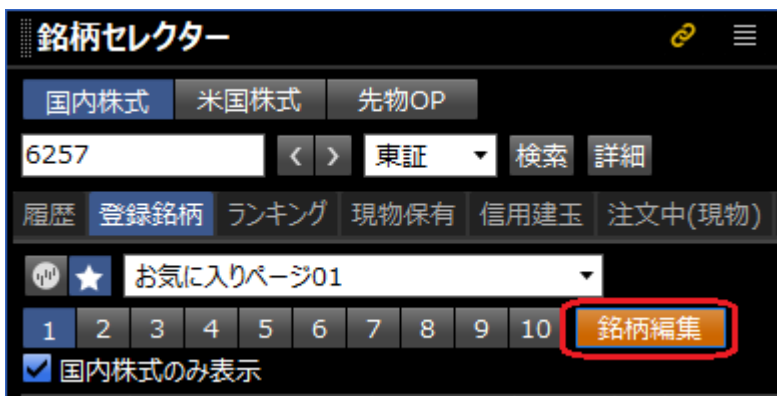 銘柄セレクター
国内株式 米国株式 先物OP
6257 東証 検索 詳細
履歴 登録銘柄 ランキング 現物保有 信用建玉 注文中(現物)
お気に入りページ01
1 2 3 4 5 6 7 8 9 10 銘柄編集
国内株式のみ表示